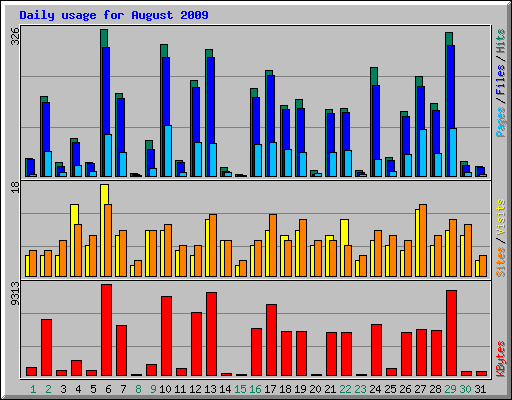 Daily usage for August 2009
326
Pages / Files / Hits
18
Sites / Visits
9313
KBytes
1 2 3 4 5 6 7 8 9 10 11 12 13 14 15 16 17 18 19 20 21 22 23 24 25 26 27 28 29 30 31